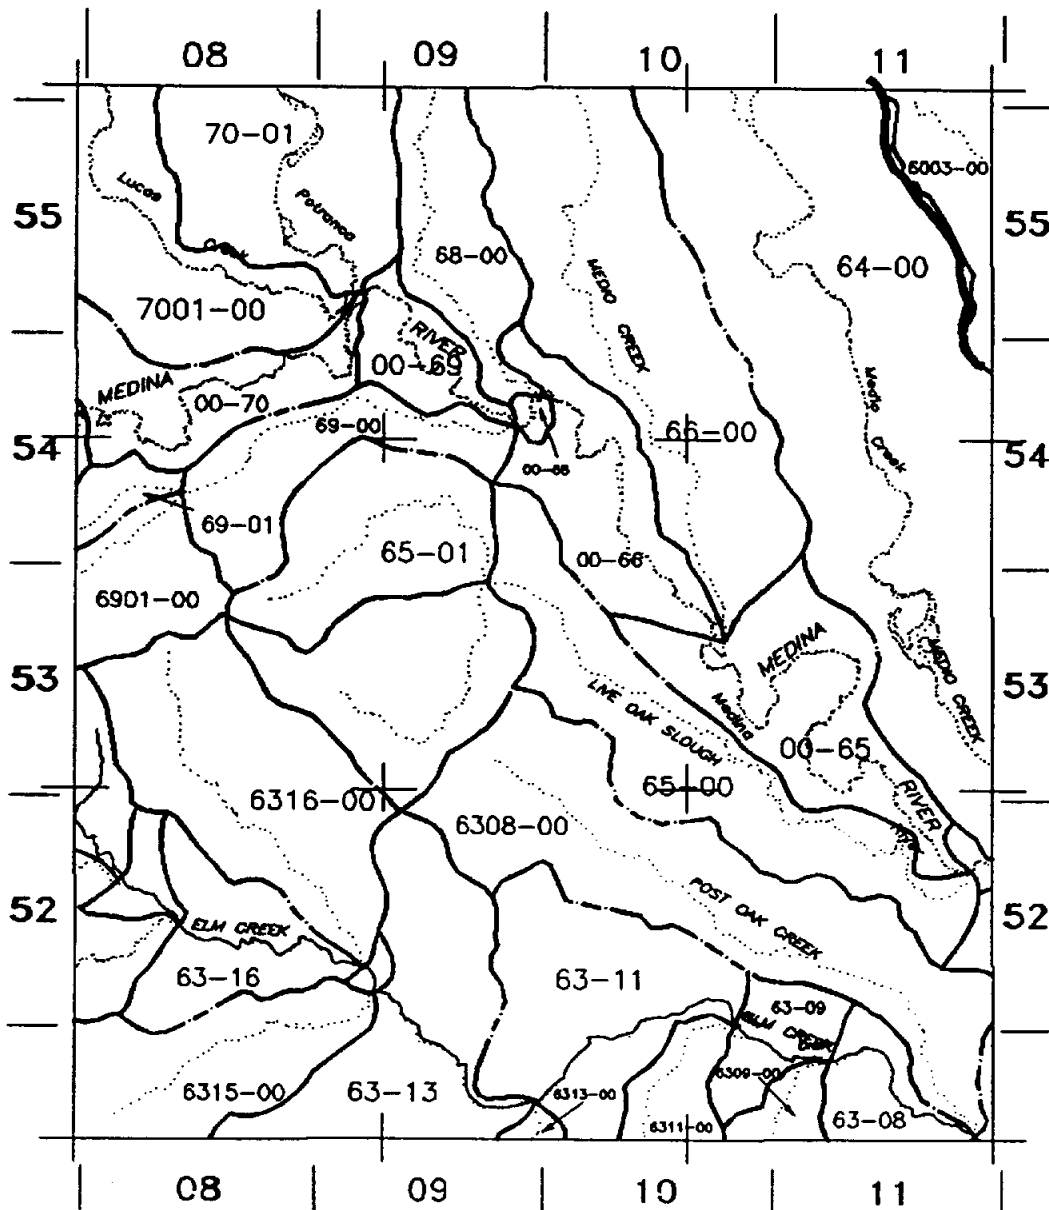 08 09 10 11
70-01
6003-00
Lucas
Potranca
55 55
Creek
68-00
64-00
MEDIO CREEK
7001-00
RIVER
00-69
MEDINA
00-70
Medio Creek
69-00
66-00
54 54
00-68
69-01
65-01
00-66
6901-00
MEDINA
53 53
MEDIO CREEK
LIVE OAK SLOUGH
Medina
00-65
65-00
6316-00
RIVER
6308-00
POST OAK CREEK
52 52
ELM CREEK
63-16
63-11
63-09
ELM CREEK
6309-00
6315-00
63-13
6313-00
63-08
6311-00
08 09 10 11